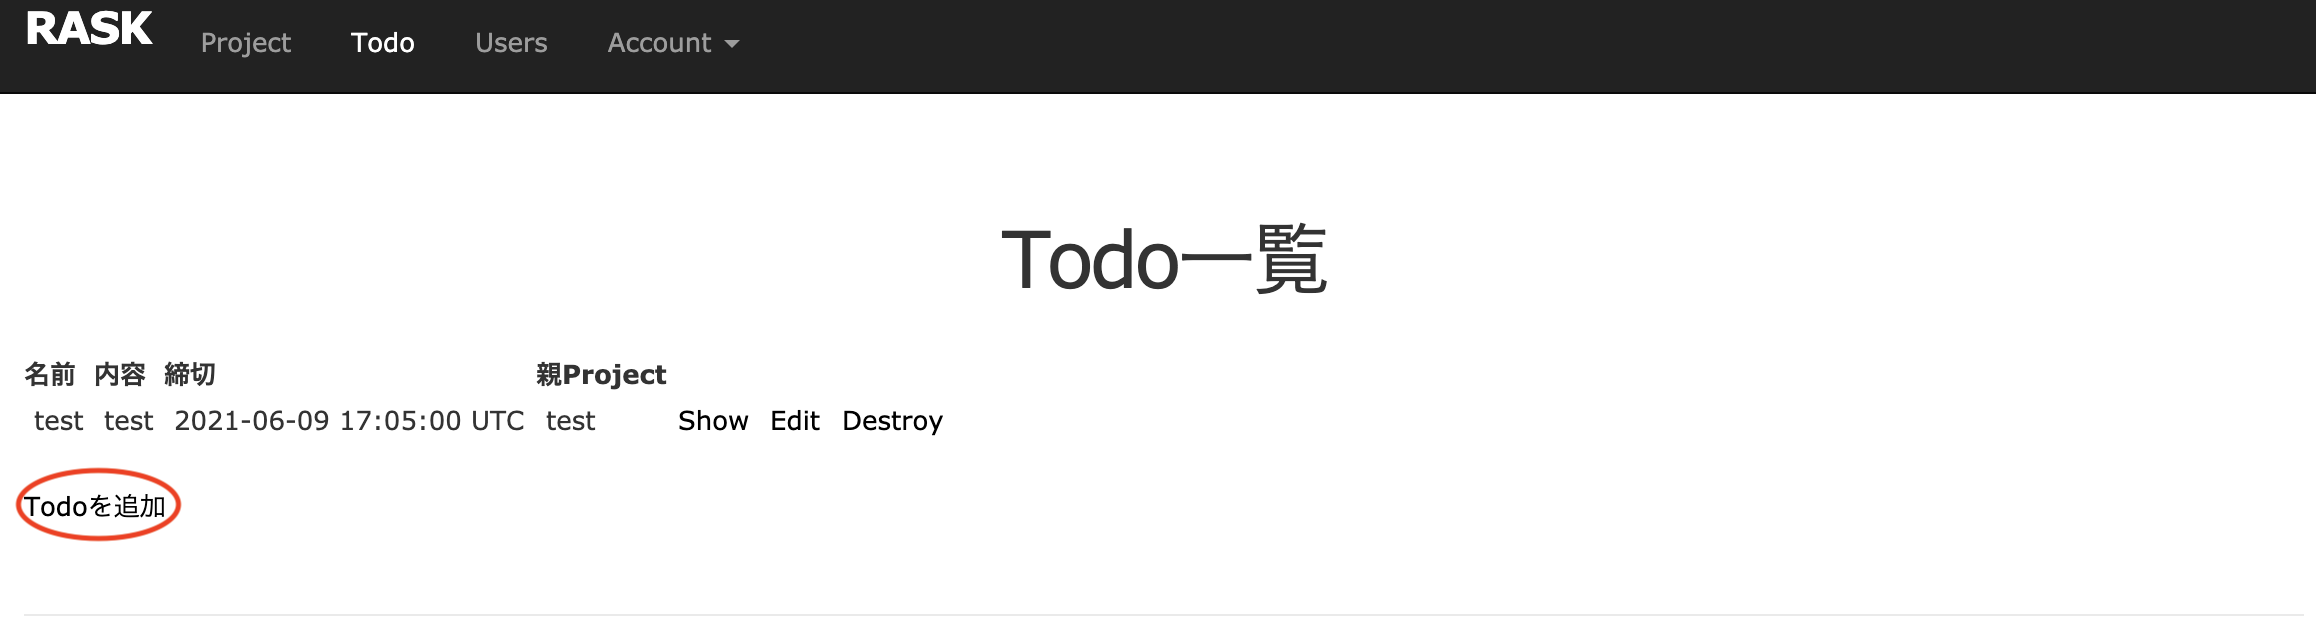 RASK Project Todo Users Account
Todo一覧
名前 内容 締切 親Project
test test 2021-06-09 17:05:00 UTC test Show Edit Destroy
Todoを追加